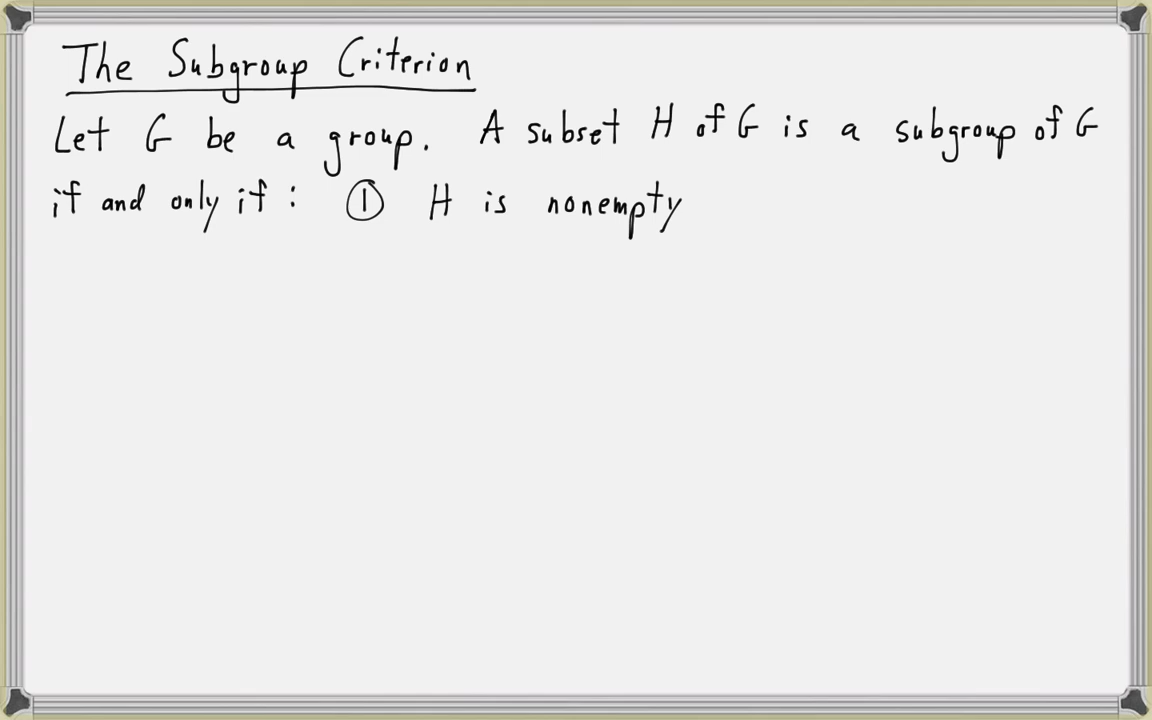 The Subgroup Criterion
Let G be a group. A subset H of G is a subgroup of G
if and only if: ① H is nonempty